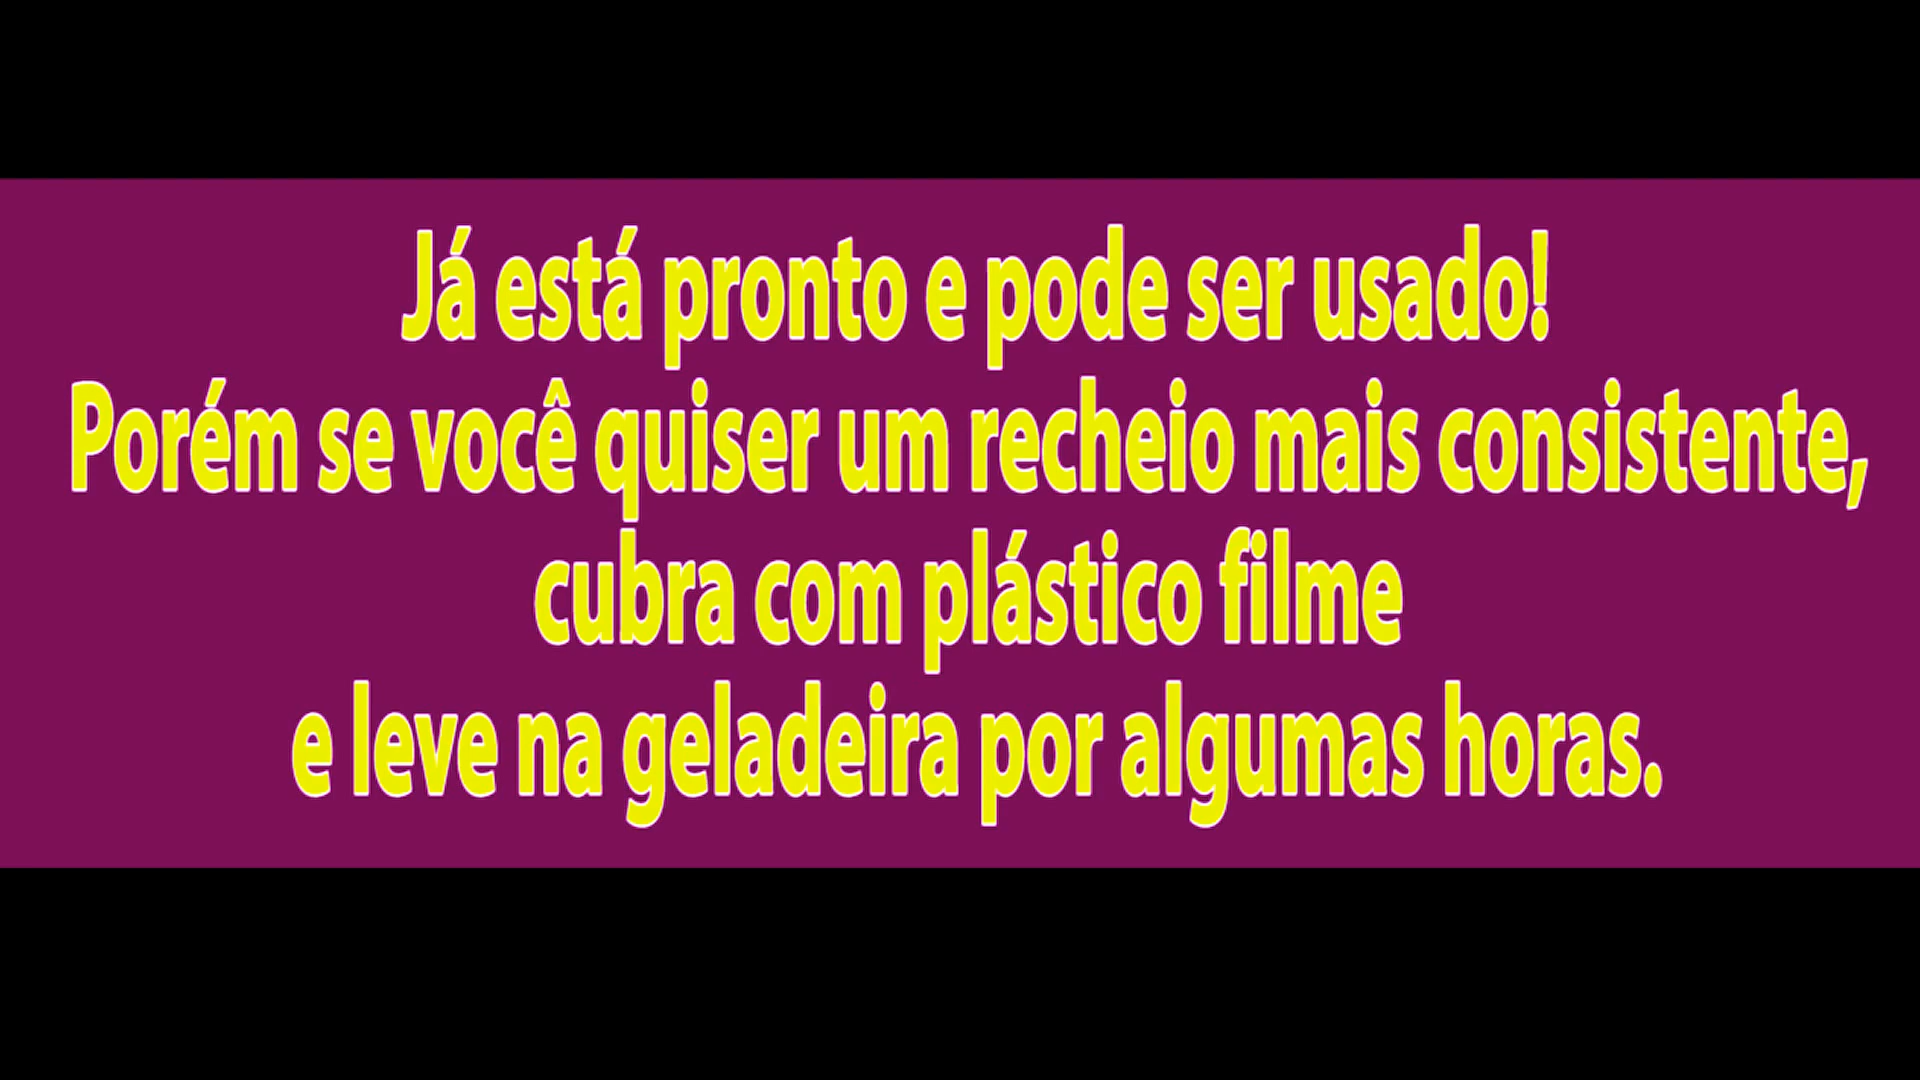 Já está pronto e pode ser usado!
Porém se você quiser um recheio mais consistente,
cubra com plástico filme
e leve na geladeira por algumas horas.